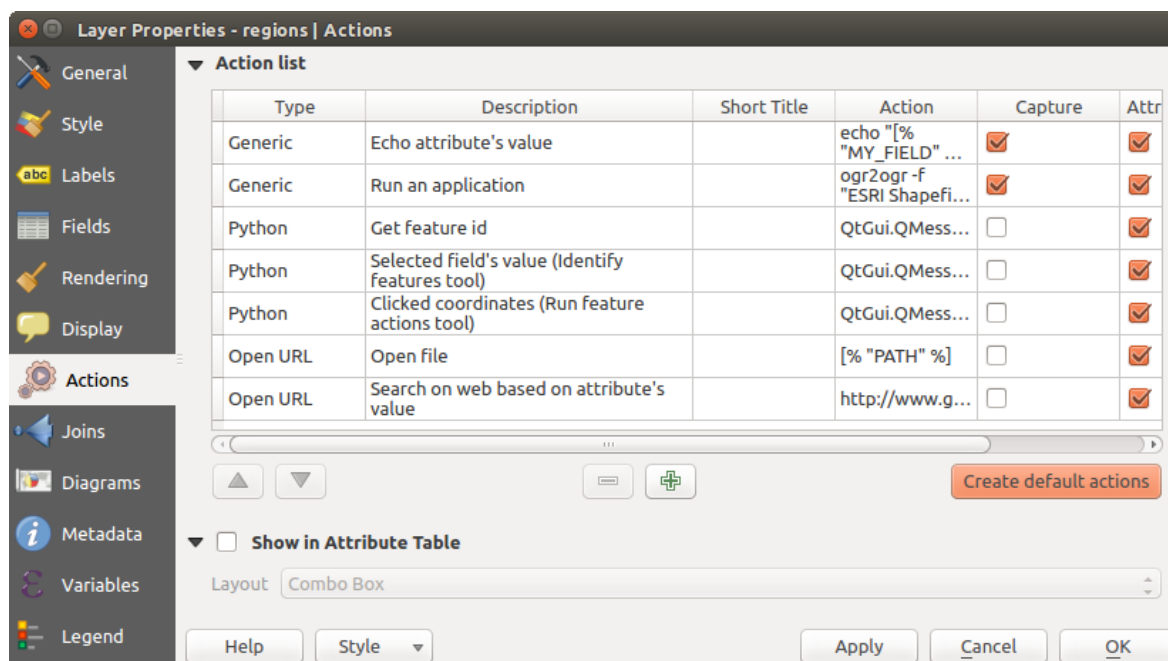 Layer Properties - regions | Actions
General
Style
abc Labels
Fields
Rendering
Display
Actions
Joins
Diagrams
Metadata
Variables
Legend
Action list
Type Description Short Title Action Capture Attr
Generic Echo attribute's value echo "[%
"MY_FIELD" ...
Generic Run an application ogr2ogr -f
"ESRI Shapefi...
Python Get feature id QtGui.QMess...
Python Selected field's value (Identify
features tool) QtGui.QMess...
Python Clicked coordinates (Run feature
actions tool) QtGui.QMess...
Open URL Open file [% "PATH" %]
Open URL Search on web based on attribute's
value http://www.g...
Create default actions
Show in Attribute Table
Layout Combo Box
Help Style Apply Cancel OK